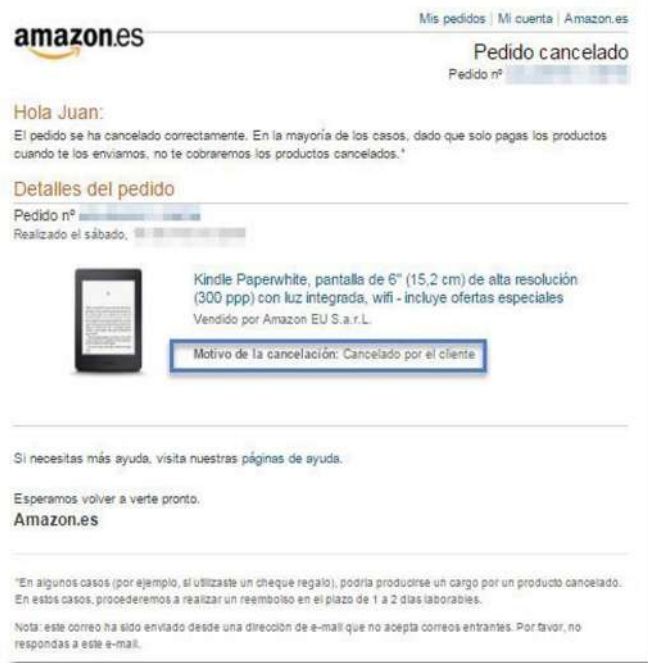 Mis pedidos | Mi cuenta | Amazon.es
amazon.es
Pedido cancelado
Pedido nº
Hola Juan:
El pedido se ha cancelado correctamente. En la mayoría de los casos, dado que solo pagas los productos
cuando te los enviamos, no te cobraremos los productos cancelados.*
Detalles del pedido
Pedido nº
Realizado el sábado,
Kindle Paperwhite, pantalla de 6" (15,2 cm) de alta resolución
(300 ppp) con luz integrada, wifi - incluye ofertas especiales
Vendido por Amazon EU S.a.r.L.
Motivo de la cancelación: Cancelado por el cliente
Si necesitas más ayuda, visita nuestras páginas de ayuda.
Esperamos volver a verte pronto.
Amazon.es
*En algunos casos (por ejemplo, si utilizaste un cheque regalo), podría producirse un cargo por un producto cancelado.
En estos casos, procederemos a realizar un reembolso en el plazo de 1 a 2 días laborables.
Nota: este correo ha sido enviado desde una dirección de e-mail que no acepta correos entrantes. Por favor, no
respondas a este e-mail.